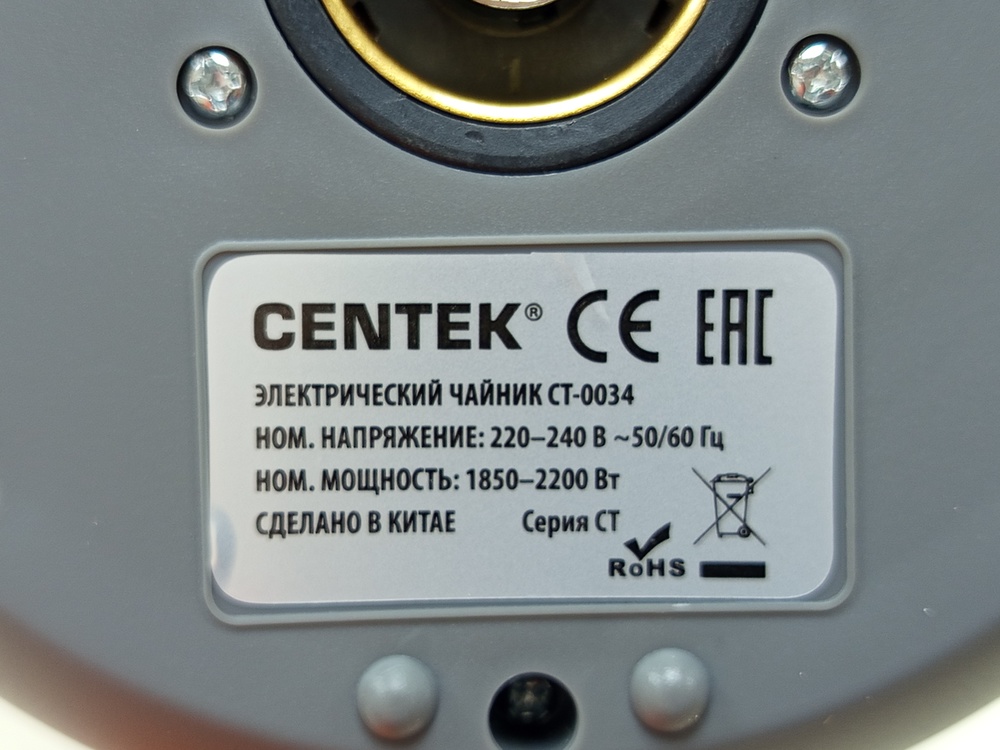 CENTEK® CE EAC
ЭЛЕКТРИЧЕСКИЙ ЧАЙНИК CT-0034
НОМ. НАПРЯЖЕНИЕ: 220–240 В ~50/60 Гц
НОМ. МОЩНОСТЬ: 1850–2200 Вт
СДЕЛАНО В КИТАЕ Серия СТ
RoHS